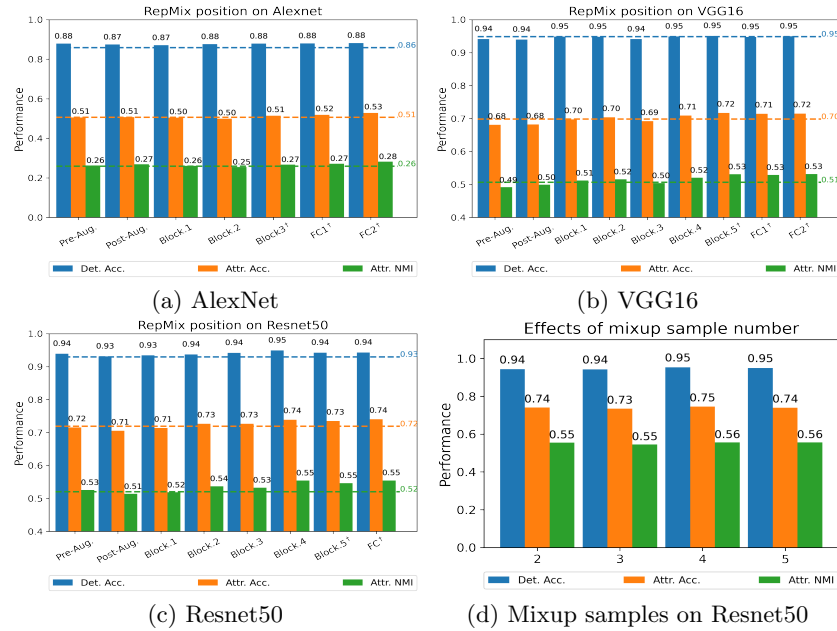 RepMix position on Alexnet
Performance
1.0
0.8
0.6
0.4
0.2
0.0
0.88 0.87 0.87 0.88 0.88 0.88 0.88
0.86
0.51 0.51 0.50 0.50 0.51 0.52 0.53
0.51
0.26 0.27 0.26 0.25 0.27 0.27 0.28
0.26
Pre-Aug. Post-Aug. Block.1 Block.2 Block3↑ FC1↑ FC2↑
Det. Acc. Attr. Acc. Attr. NMI
(a) AlexNet
RepMix position on VGG16
Performance
1.0
0.9
0.8
0.7
0.6
0.5
0.4
0.94 0.94 0.95 0.95 0.94 0.95 0.95 0.95 0.95
0.95
0.68 0.68 0.70 0.70 0.69 0.71 0.72 0.71 0.72
0.70
0.49 0.50 0.51 0.52 0.50 0.52 0.53 0.53 0.53
0.51
Pre-Aug. Post-Aug. Block.1 Block.2 Block.3 Block.4 Block.5↑ FC1↑ FC2↑
Det. Acc. Attr. Acc. Attr. NMI
(b) VGG16
RepMix position on Resnet50
Performance
1.0
0.9
0.8
0.7
0.6
0.5
0.4
0.94 0.93 0.93 0.94 0.94 0.95 0.94 0.94
0.93
0.72 0.71 0.71 0.73 0.73 0.74 0.73 0.74
0.72
0.53 0.51 0.52 0.54 0.53 0.55 0.55 0.55
0.52
Pre-Aug. Post-Aug. Block.1 Block.2 Block.3 Block.4 Block.5↑ FC↑
Det. Acc. Attr. Acc. Attr. NMI
(c) Resnet50
Effects of mixup sample number
Performance
1.0
0.8
0.6
0.4
0.2
0.0
0.94 0.94 0.95 0.95
0.74 0.73 0.75 0.74
0.55 0.55 0.56 0.56
2 3 4 5
Det. Acc. Attr. Acc. Attr. NMI
(d) Mixup samples on Resnet50